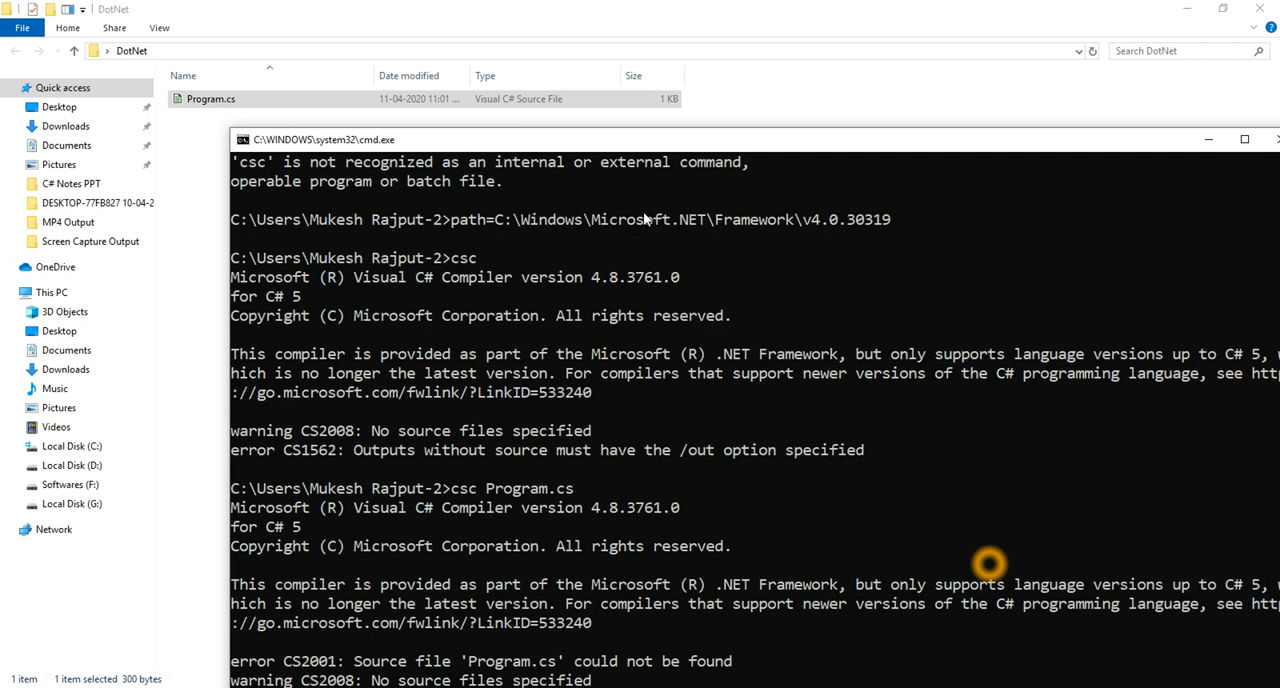 DotNet
File Home Share View
DotNet
Search DotNet
Name Date modified Type Size
Quick access
Program.cs 11-04-2020 11:01 ... Visual C# Source File 1 KB
Desktop
Downloads
Documents
Pictures
C# Notes PPT
DESKTOP-77FB827 10-04-2
MP4 Output
Screen Capture Output
OneDrive
This PC
3D Objects
Desktop
Documents
Downloads
Music
Pictures
Videos
Local Disk (C:)
Local Disk (D:)
Softwares (F:)
Local Disk (G:)
Network
1 item 1 item selected 300 bytes
C:\WINDOWS\system32\cmd.exe
'csc' is not recognized as an internal or external command,
operable program or batch file.
C:\Users\Mukesh Rajput-2>path=C:\Windows\Microsoft.NET\Framework\v4.0.30319
C:\Users\Mukesh Rajput-2>csc
Microsoft (R) Visual C# Compiler version 4.8.3761.0
for C# 5
Copyright (C) Microsoft Corporation. All rights reserved.
This compiler is provided as part of the Microsoft (R) .NET Framework, but only supports language versions up to C# 5, w
hich is no longer the latest version. For compilers that support newer versions of the C# programming language, see http
://go.microsoft.com/fwlink/?LinkID=533240
warning CS2008: No source files specified
error CS1562: Outputs without source must have the /out option specified
C:\Users\Mukesh Rajput-2>csc Program.cs
Microsoft (R) Visual C# Compiler version 4.8.3761.0
for C# 5
Copyright (C) Microsoft Corporation. All rights reserved.
This compiler is provided as part of the Microsoft (R) .NET Framework, but only supports language versions up to C# 5, w
hich is no longer the latest version. For compilers that support newer versions of the C# programming language, see http
://go.microsoft.com/fwlink/?LinkID=533240
error CS2001: Source file 'Program.cs' could not be found
warning CS2008: No source files specified